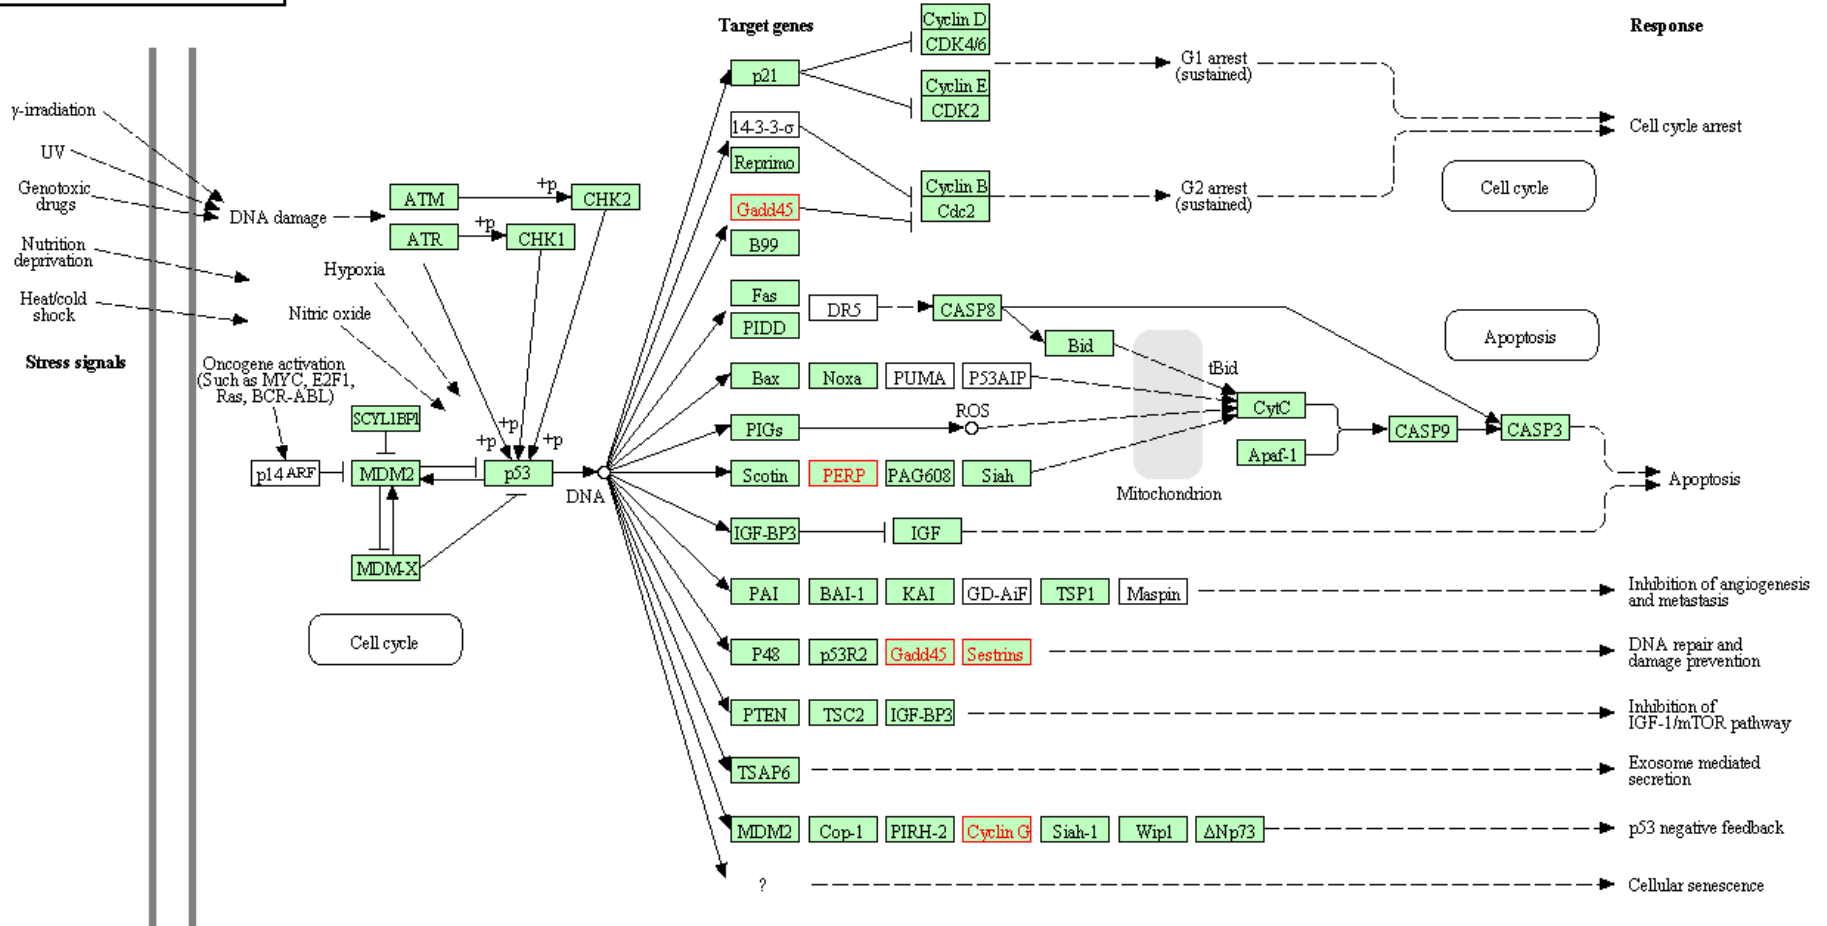 Target genes
Response
Stress signals
γ-irradiation
UV
Genotoxic
drugs
Nutrition
deprivation
Heat/cold
shock
DNA damage
ATM
+p
CHK2
ATR
+p
CHK1
Hypoxia
Nitric oxide
Oncogene activation
(Such as MYC, E2F1,
Ras, BCR-ABL)
SCYL1BP1
p14 ARF
MDM2
+p
+p
+p
p53
MDM-X
Cell cycle
DNA
p21
Cyclin D
CDK4/6
Cyclin E
CDK2
G1 arrest
(sustained)
14-3-3-σ
Reprimo
Gadd45
B99
Cyclin B
Cdc2
G2 arrest
(sustained)
Cell cycle arrest
Cell cycle
Fas
PIDD
DR5
CASP8
Bid
tBid
Apoptosis
Bax
Noxa
PUMA
P53AIP
PIGs
ROS
CytC
Apaf-1
CASP9
CASP3
Scotin
PERP
PAG608
Siah
Mitochondrion
Apoptosis
IGF-BP3
IGF
PAI
BAI-1
KAI
GD-AiF
TSP1
Maspin
Inhibition of angiogenesis
and metastasis
P48
p53R2
Gadd45
Sestrins
DNA repair and
damage prevention
PTEN
TSC2
IGF-BP3
Inhibition of
IGF-1/mTOR pathway
TSAP6
Exosome mediated
secretion
MDM2
Cop-1
PIRH-2
Cyclin G
Siah-1
Wip1
ΔNp73
p53 negative feedback
?
Cellular senescence